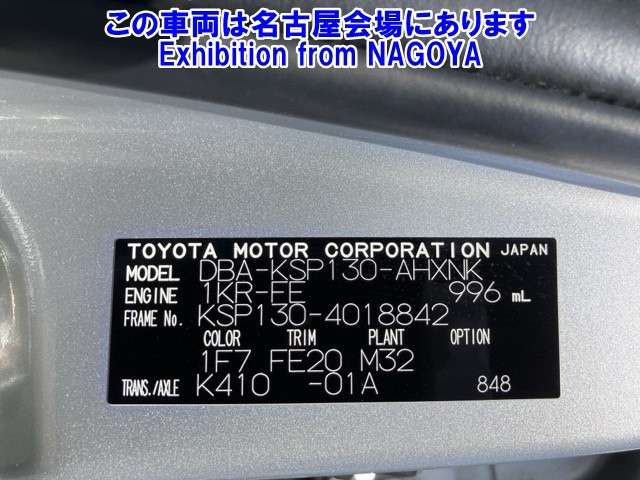 この車両は名古屋会場にあります
Exhibition from NAGOYA
TOYOTA MOTOR CORPORATION JAPAN
MODEL DBA-KSP130-AHXNK
ENGINE 1KR-FE 996 mL
FRAME No. KSP130-4018842
COLOR TRIM PLANT OPTION
1F7 FE20 M32
TRANS./AXLE K410 -01A 848